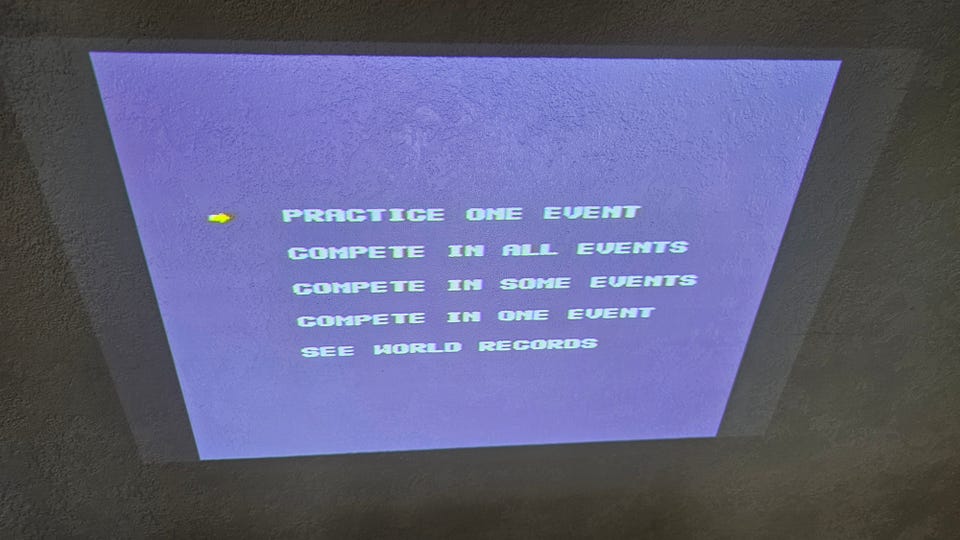 PRACTICE ONE EVENT
COMPETE IN ALL EVENTS
COMPETE IN SOME EVENTS
COMPETE IN ONE EVENT
SEE WORLD RECORDS